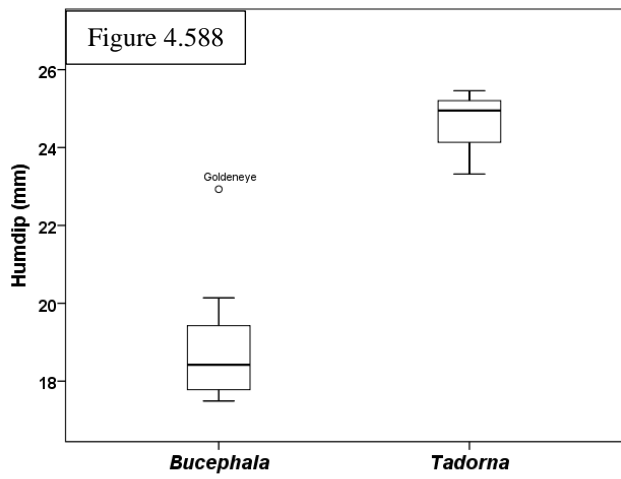 Figure 4.588
26
24
22
20
18
Humdip (mm)
Goldeneye
Bucephala
Tadorna